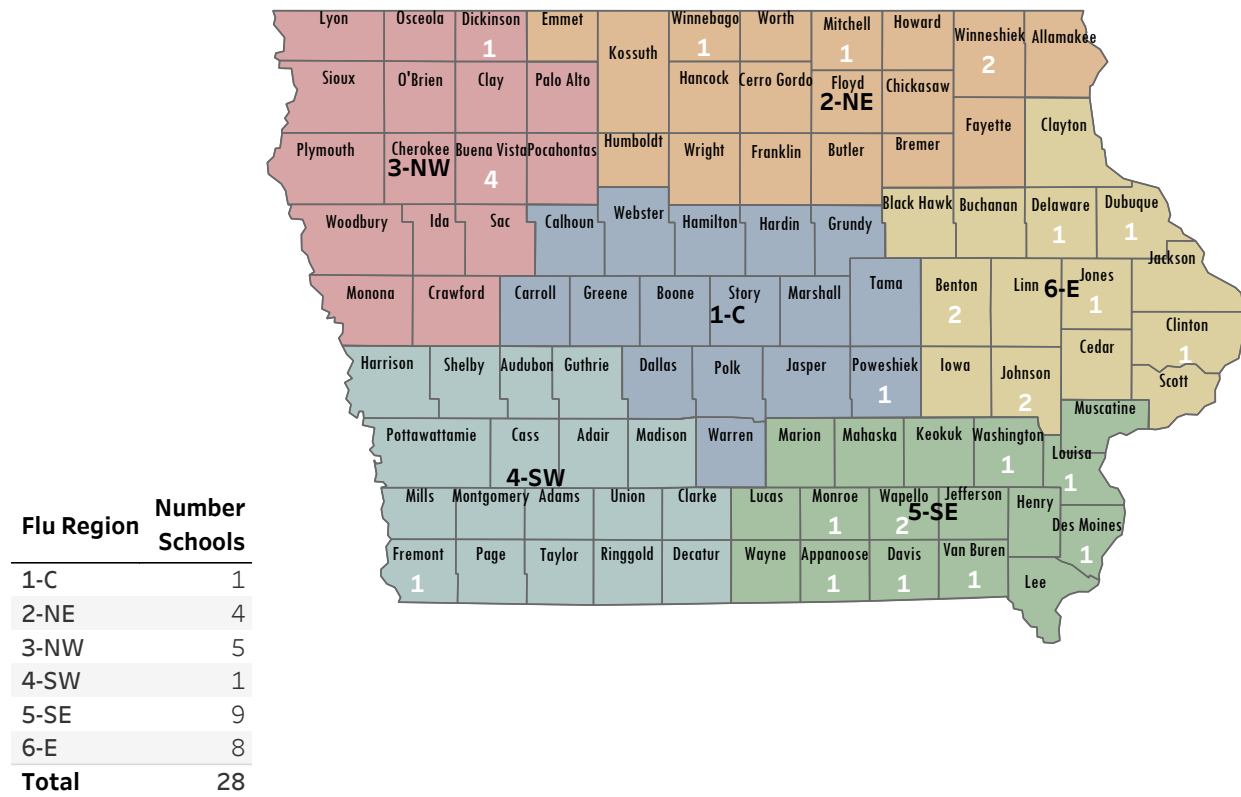 Lyon Osceola Dickinson Emmet Winnebago Worth Mitchell Howard Winneshiek Allamakee
1 1 1 2
Kossuth
Sioux O'Brien Clay Palo Alto Hancock Cerro Gordo Floyd Chickasaw
2-NE
Fayette Clayton
Plymouth Cherokee Buena Vista Pocahontas Humboldt Wright Franklin Butler Bremer
3-NW 4
Woodbury Ida Sac Calhoun Webster Hamilton Hardin Grundy Black Hawk Buchanan Delaware Dubuque
1 1
Jackson
Monona Crawford Carroll Greene Boone Story Marshall Tama Benton Linn Jones
1-C 2 6-E 1
Clinton
1
Harrison Shelby Audubon Guthrie Dallas Polk Jasper Poweshiek Iowa Johnson Cedar Scott
1 2
Muscatine
Pottawattamie Cass Adair Madison Warren Marion Mahaska Keokuk Washington Louisa
4-SW 1 1
Mills Montgomery Adams Union Clarke Lucas Monroe Wapello Jefferson Henry Des Moines
1 2 5-SE 1
Fremont Page Taylor Ringgold Decatur Wayne Appanoose Davis Van Buren Lee
1 1 1 1
Flu Region Number Schools
1-C 1
2-NE 4
3-NW 5
4-SW 1
5-SE 9
6-E 8
Total 28